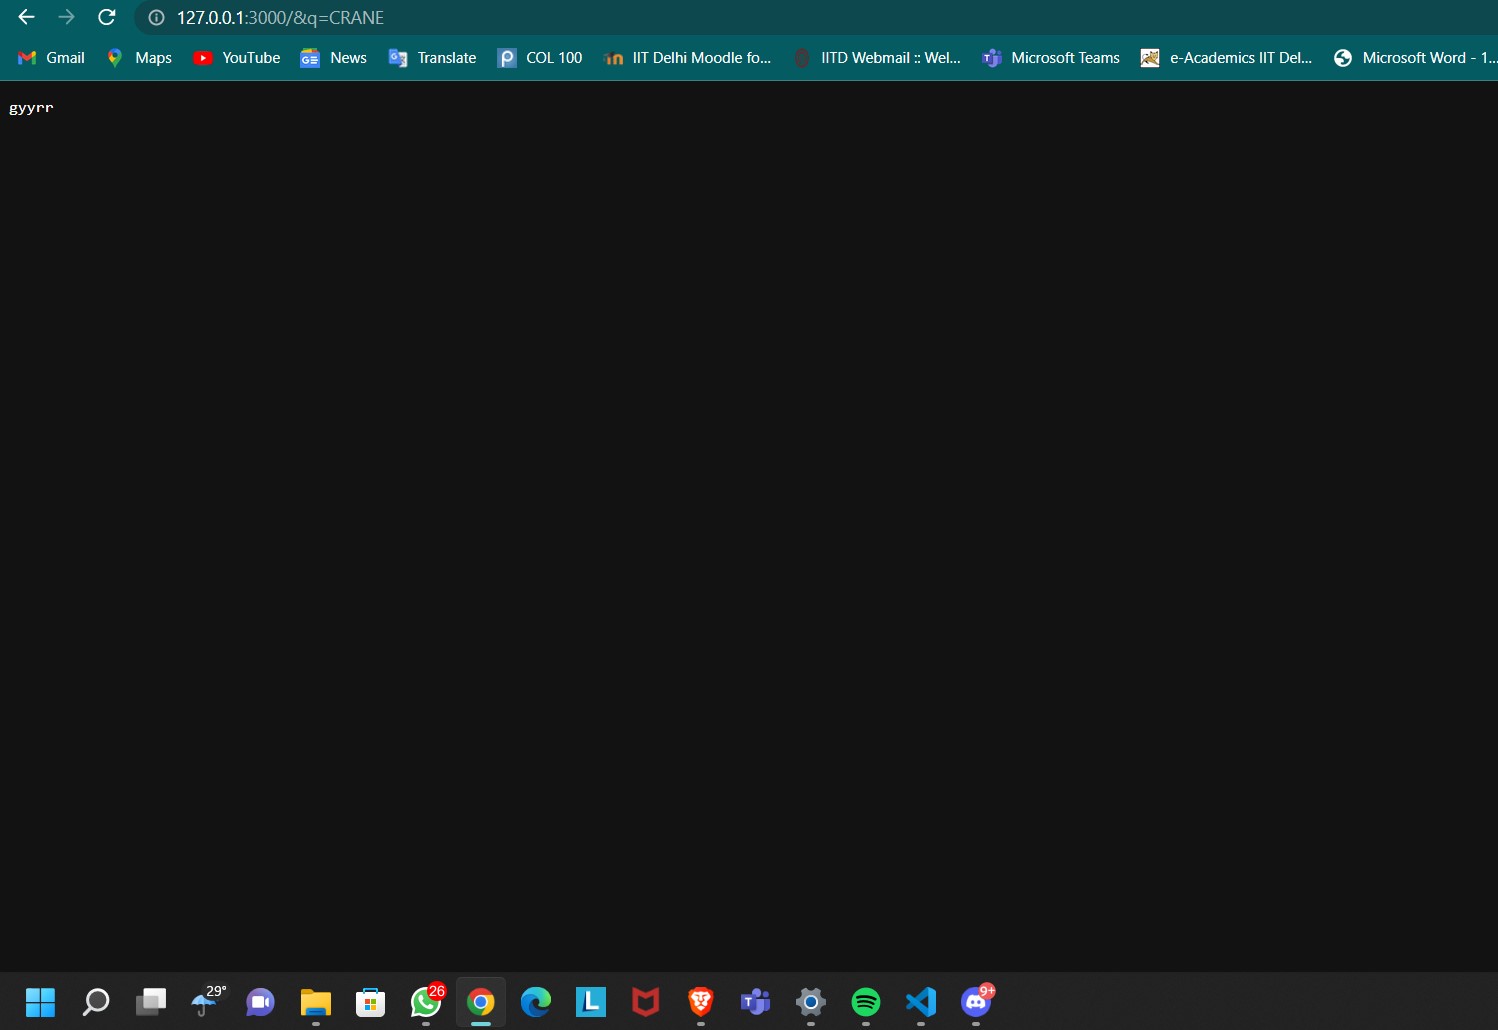 127.0.0.1:3000/&q=CRANE
Gmail Maps YouTube News Translate COL 100 IIT Delhi Moodle fo... IITD Webmail :: Wel... Microsoft Teams e-Academics IIT Del... Microsoft Word - 1...
gyyrr
29° 26 9+